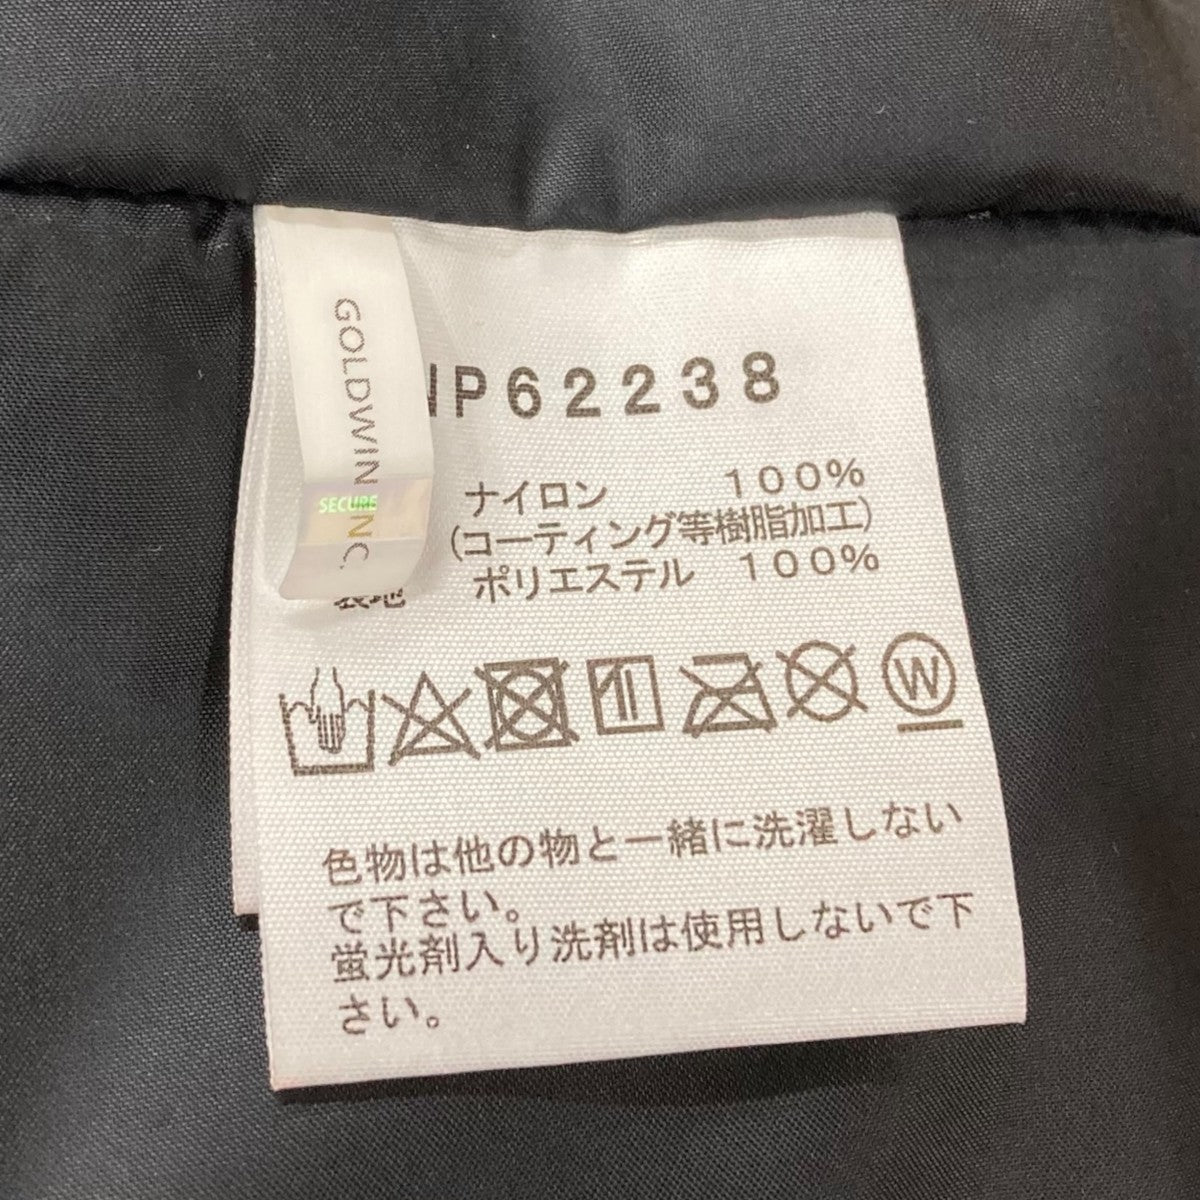 GOLDWIN INC.
SECURE
NP62238
ナイロン 100%
(コーティング等樹脂加工)
表地 ポリエステル 100%
W
色物は他の物と一緒に洗濯しない
で下さい。
蛍光剤入り洗剤は使用しないで下
さい。